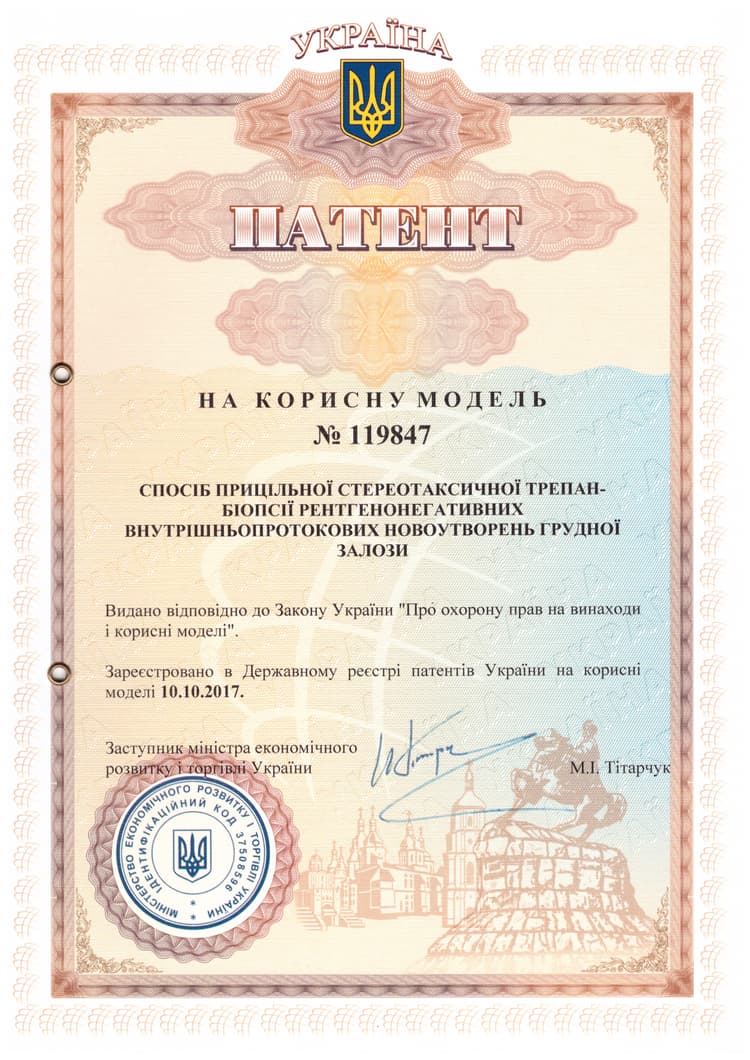 УКРАЇНА
ПАТЕНТ
НА КОРИСНУ МОДЕЛЬ
№ 119847
СПОСІБ ПРИЦІЛЬНОЇ СТЕРЕОТАКСИЧНОЇ ТРЕПАН-
БІОПСІЇ РЕНТГЕНОНЕГАТИВНИХ
ВНУТРІШНЬОПРОТОКОВИХ НОВОУТВОРЕНЬ ГРУДНОЇ
ЗАЛОЗИ
Видано відповідно до Закону України "Про охорону прав на винаходи
і корисні моделі".
Зареєстровано в Державному реєстрі патентів України на корисні
моделі 10.10.2017.
Заступник міністра економічного
розвитку і торгівлі України
М.І. Тітарчук
МІНІСТЕРСТВО ЕКОНОМІЧНОГО РОЗВИТКУ І ТОРГІВЛІ УКРАЇНИ
ІДЕНТИФІКАЦІЙНИЙ КОД 37508596